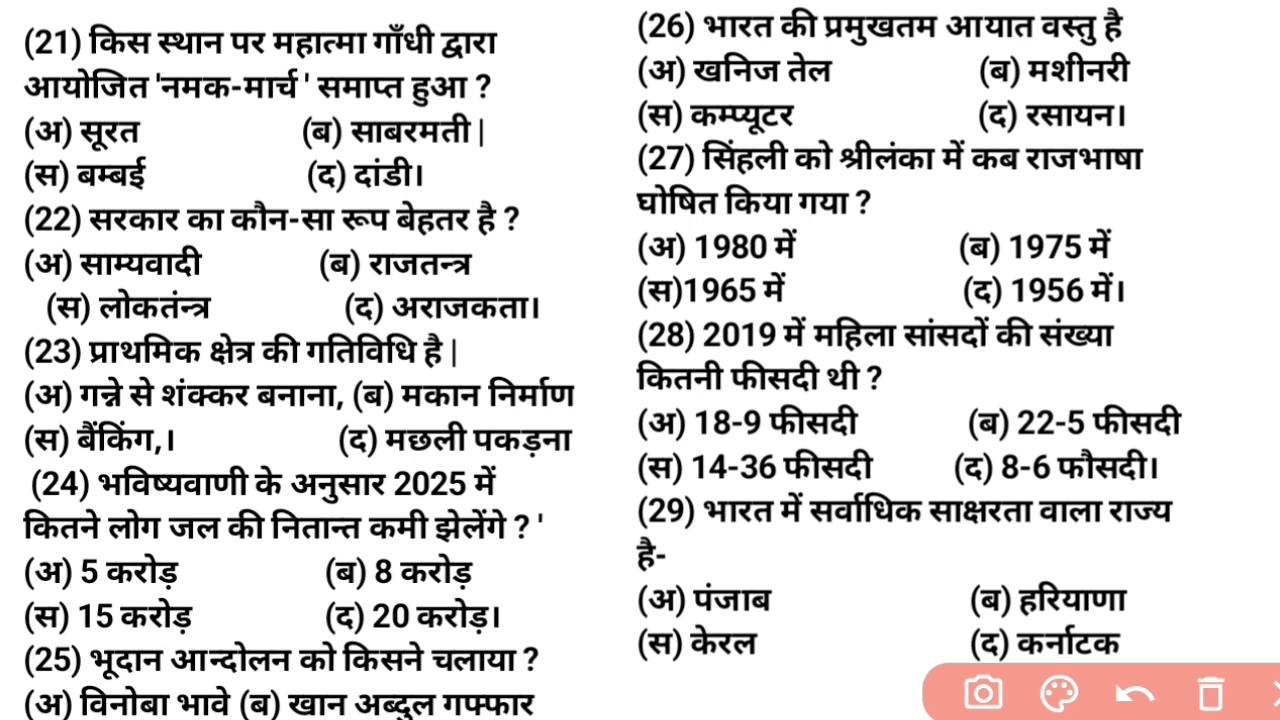 (21) किस स्थान पर महात्मा गाँधी द्वारा
आयोजित 'नमक-मार्च ' समाप्त हुआ ?
(अ) सूरत (ब) साबरमती |
(स) बम्बई (द) दांडी।
(22) सरकार का कौन-सा रूप बेहतर है ?
(अ) साम्यवादी (ब) राजतन्त्र
(स) लोकतंन्त्र (द) अराजकता।
(23) प्राथमिक क्षेत्र की गतिविधि है |
(अ) गन्ने से शंक्कर बनाना, (ब) मकान निर्माण
(स) बैंकिंग,। (द) मछली पकड़ना
(24) भविष्यवाणी के अनुसार 2025 में
कितने लोग जल की नितान्त कमी झेलेंगे ? '
(अ) 5 करोड़ (ब) 8 करोड़
(स) 15 करोड़ (द) 20 करोड़।
(25) भूदान आन्दोलन को किसने चलाया ?
(अ) विनोबा भावे (ब) खान अब्दुल गफ्फार
(26) भारत की प्रमुखतम आयात वस्तु है
(अ) खनिज तेल (ब) मशीनरी
(स) कम्प्यूटर (द) रसायन।
(27) सिंहली को श्रीलंका में कब राजभाषा
घोषित किया गया ?
(अ) 1980 में (ब) 1975 में
(स)1965 में (द) 1956 में।
(28) 2019 में महिला सांसदों की संख्या
कितनी फीसदी थी ?
(अ) 18-9 फीसदी (ब) 22-5 फीसदी
(स) 14-36 फीसदी (द) 8-6 फौसदी।
(29) भारत में सर्वाधिक साक्षरता वाला राज्य
है-
(अ) पंजाब (ब) हरियाणा
(स) केरल (द) कर्नाटक